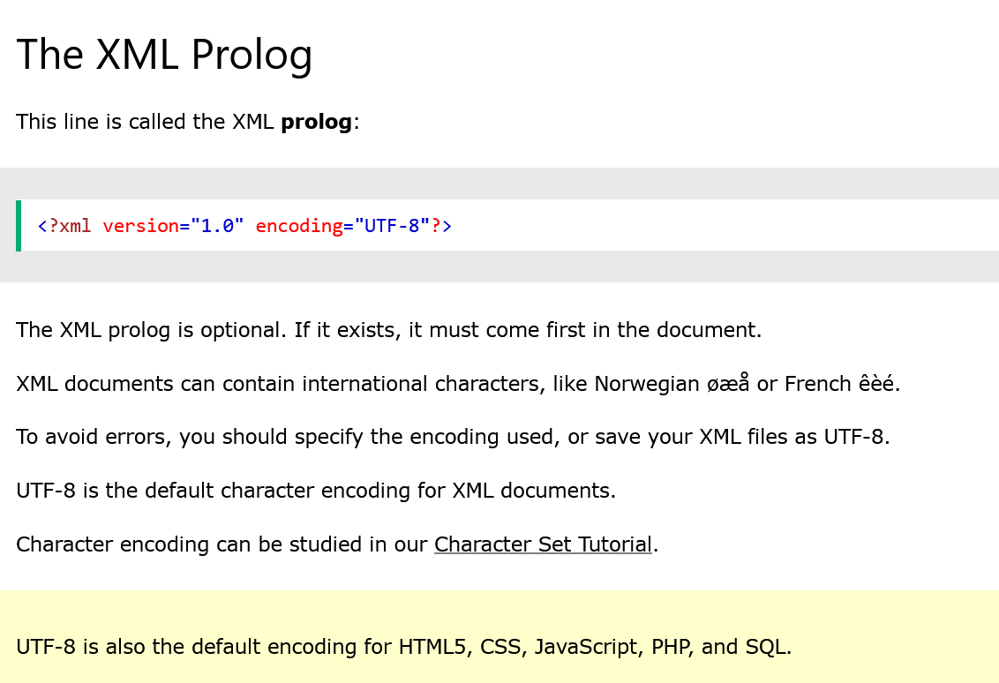 The XML Prolog
This line is called the XML prolog:
<?xml version="1.0" encoding="UTF-8"?>
The XML prolog is optional. If it exists, it must come first in the document.
XML documents can contain international characters, like Norwegian øæå or French êèé.
To avoid errors, you should specify the encoding used, or save your XML files as UTF-8.
UTF-8 is the default character encoding for XML documents.
Character encoding can be studied in our Character Set Tutorial.
UTF-8 is also the default encoding for HTML5, CSS, JavaScript, PHP, and SQL.